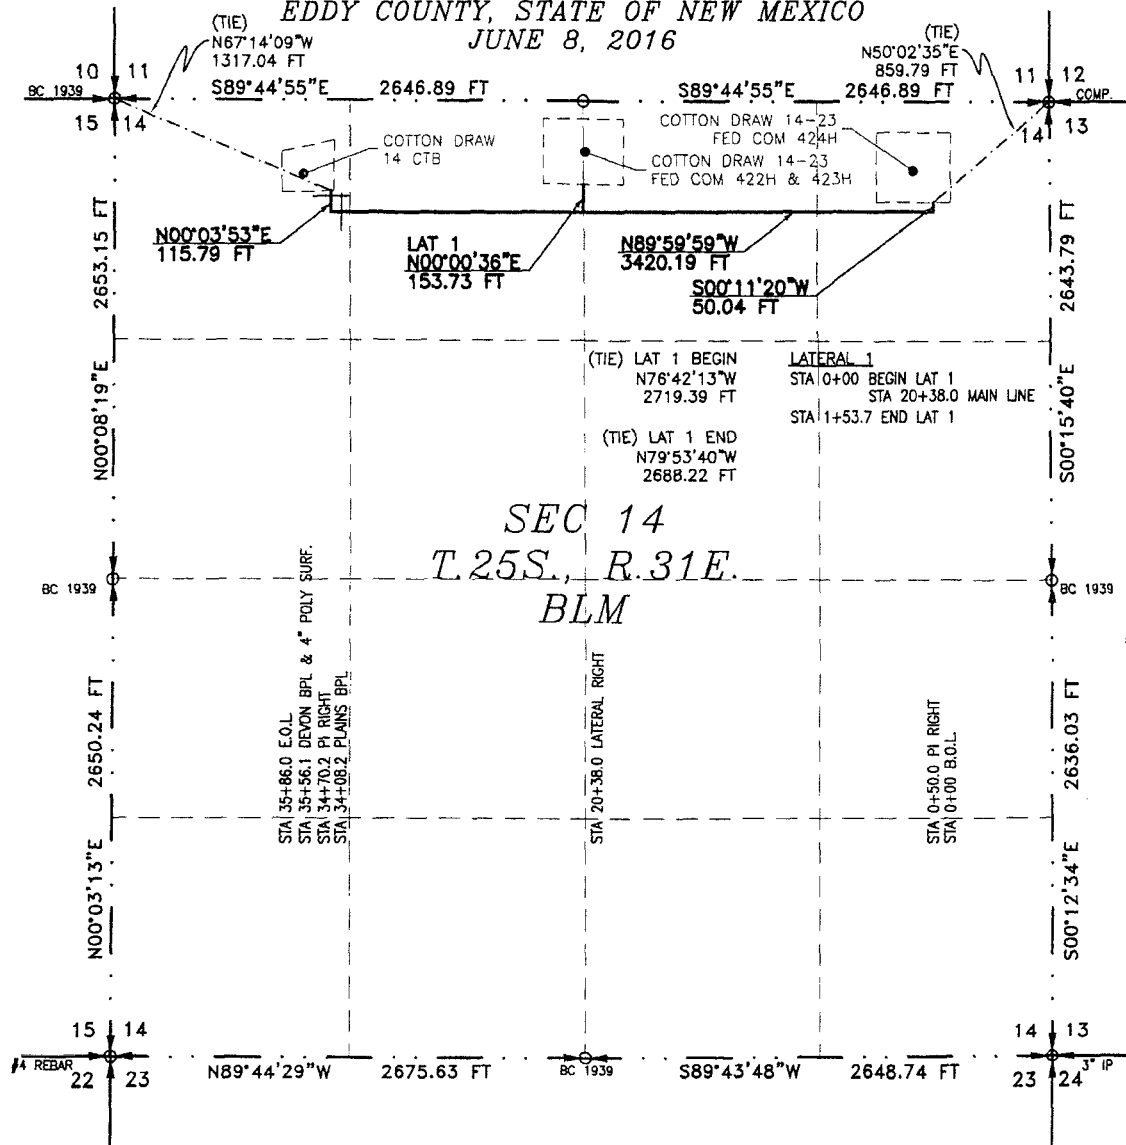 EDDY COUNTY, STATE OF NEW MEXICO
JUNE 8, 2016
(TIE)
N67°14'09"W
1317.04 FT
(TIE)
N50°02'35"E
859.79 FT
10 11
BC 1939
15 14
S89°44'55"E 2646.89 FT
S89°44'55"E 2646.89 FT
11 12
COMP.
14 13
COTTON DRAW
14 CTB
COTTON DRAW 14-23
FED COM 424H
COTTON DRAW 14-23
FED COM 422H & 423H
N00°03'53"E
115.79 FT
LAT 1
N00°00'36"E
153.73 FT
N89°59'59"W
3420.19 FT
S00°11'20"W
50.04 FT
2653.15 FT
N00°08'19"E
2643.79 FT
S00°15'40"E
(TIE) LAT 1 BEGIN
N76°42'13"W
2719.39 FT
(TIE) LAT 1 END
N79°53'40"W
2688.22 FT
LATERAL 1
STA 0+00 BEGIN LAT 1
STA 20+38.0 MAIN LINE
STA 1+53.7 END LAT 1
SEC 14
T.25S., R.31E.
BLM
BC 1939
BC 1939
STA 35+86.0 E.O.L.
STA 35+56.1 DEVON BPL & 4" POLY SURF.
STA 34+70.2 PI RIGHT
STA 34+08.2 PLAINS BPL
STA 20+38.0 LATERAL RIGHT
STA 0+50.0 PI RIGHT
STA 0+00 B.O.L.
2650.24 FT
N00°03'13"E
2636.03 FT
S00°12'34"E
15 14
#4 REBAR
22 23
N89°44'29"W 2675.63 FT
BC 1939
S89°43'48"W 2648.74 FT
14 13
23 24
3" IP